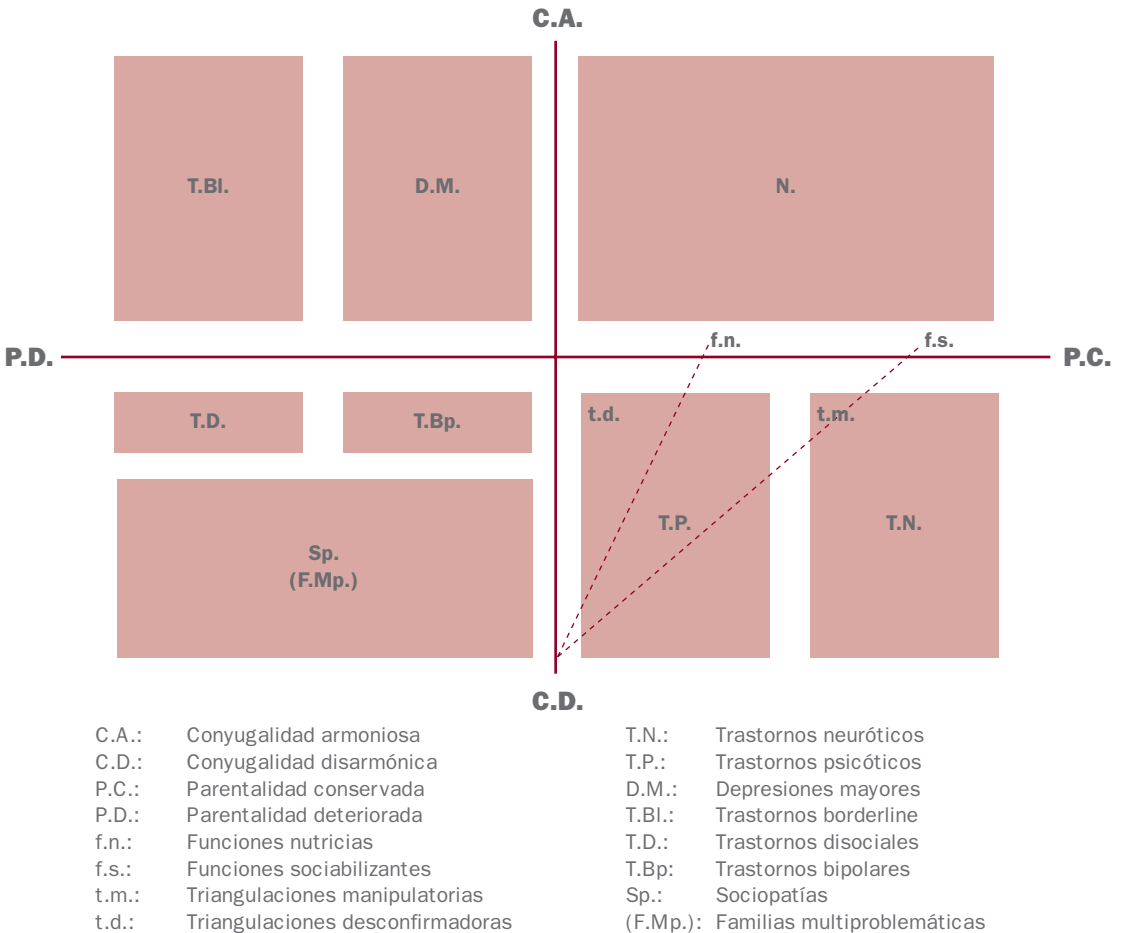 C.A.
T.Bl.
D.M.
N.
f.n.
f.s.
P.D.
P.C.
T.D.
T.Bp.
t.d.
t.m.
T.P.
T.N.
Sp.
(F.Mp.)
C.D.
C.A.: Conyugalidad armoniosa
C.D.: Conyugalidad disarmónica
P.C.: Parentalidad conservada
P.D.: Parentalidad deteriorada
f.n.: Funciones nutricias
f.s.: Funciones sociabilizantes
t.m.: Triangulaciones manipulatorias
t.d.: Triangulaciones desconfirmadoras
T.N.: Trastornos neuróticos
T.P.: Trastornos psicóticos
D.M.: Depresiones mayores
T.Bl.: Trastornos borderline
T.D.: Trastornos disociales
T.Bp: Trastornos bipolares
Sp.: Sociopatías
(F.Mp.): Familias multiproblemáticas